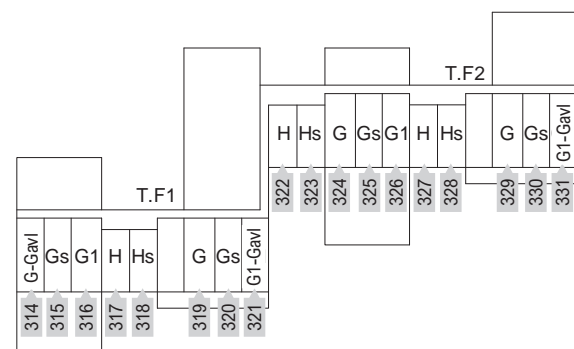 T.F2
H Hs G Gs G1 H Hs G Gs G1-Gavl
322 323 324 325 326 327 328 329 330 331
T.F1
G-Gavl Gs G1 H Hs G Gs G1-Gavl
314 315 316 317 318 319 320 321